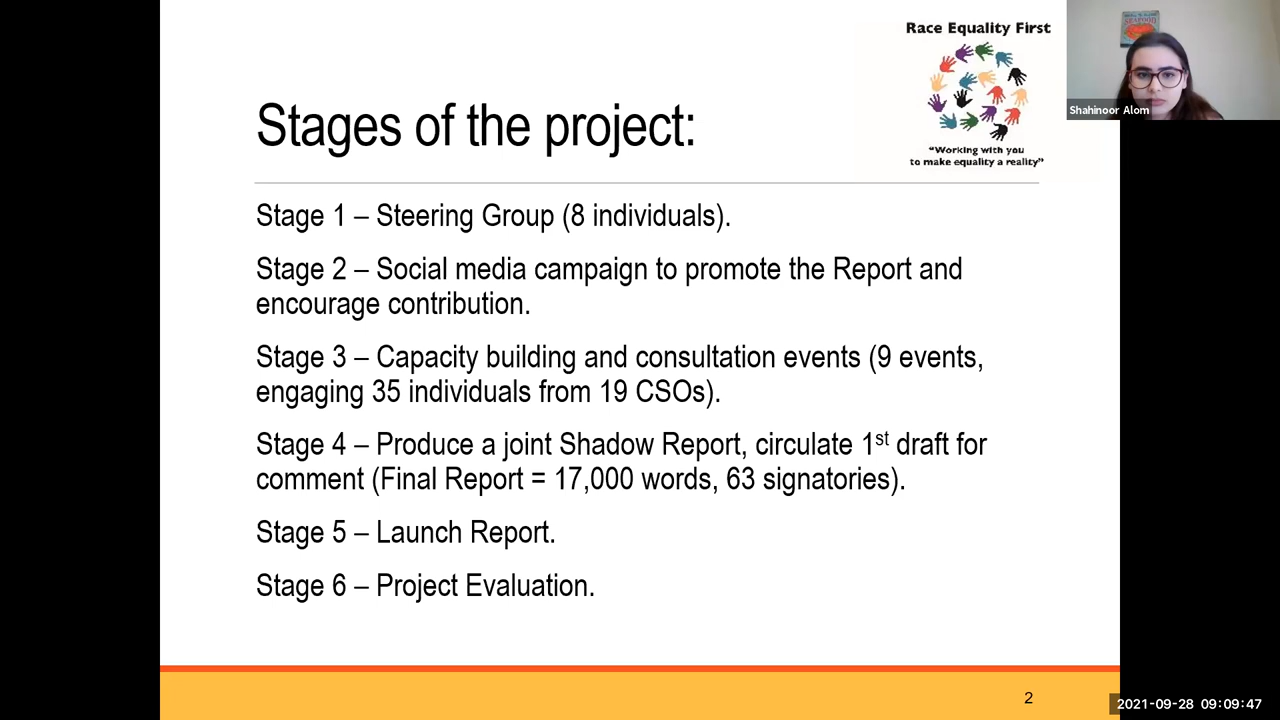 Race Equality First
"Working with you
to make equality a reality"
Shahinoor Alom
Stages of the project:
Stage 1 – Steering Group (8 individuals).
Stage 2 – Social media campaign to promote the Report and
encourage contribution.
Stage 3 – Capacity building and consultation events (9 events,
engaging 35 individuals from 19 CSOs).
Stage 4 – Produce a joint Shadow Report, circulate 1st draft for
comment (Final Report = 17,000 words, 63 signatories).
Stage 5 – Launch Report.
Stage 6 – Project Evaluation.
2
2021-09-28 09:09:47